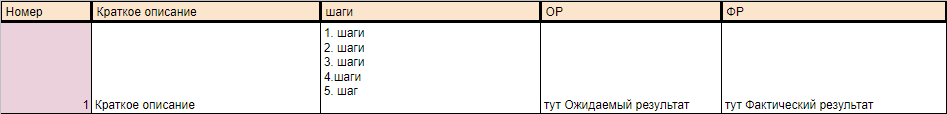 Номер Краткое описание шаги ОР ФР
1. шаги
2. шаги
3. шаги
4.шаги
5. шаг
1 Краткое описание тут Ожидаемый результат тут Фактический результат